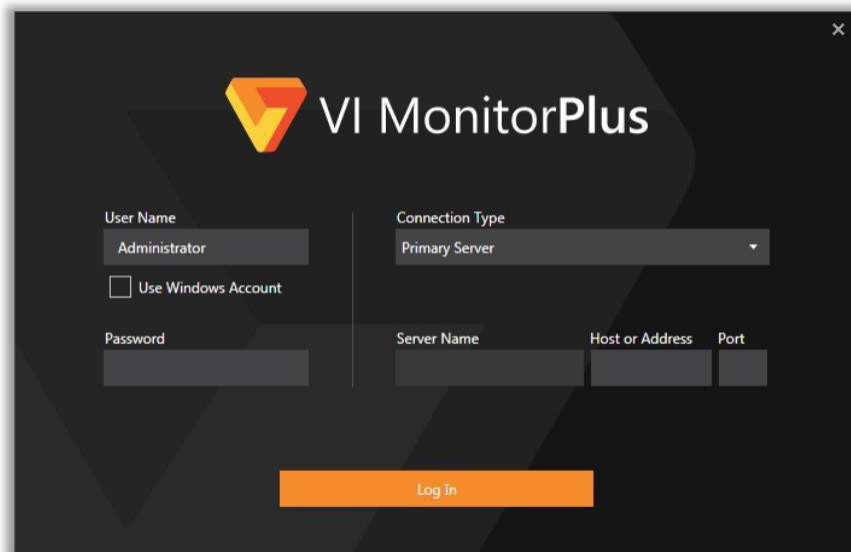 VI MonitorPlus
User Name
Administrator
Use Windows Account
Password
Connection Type
Primary Server
Server Name
Host or Address
Port
Log In